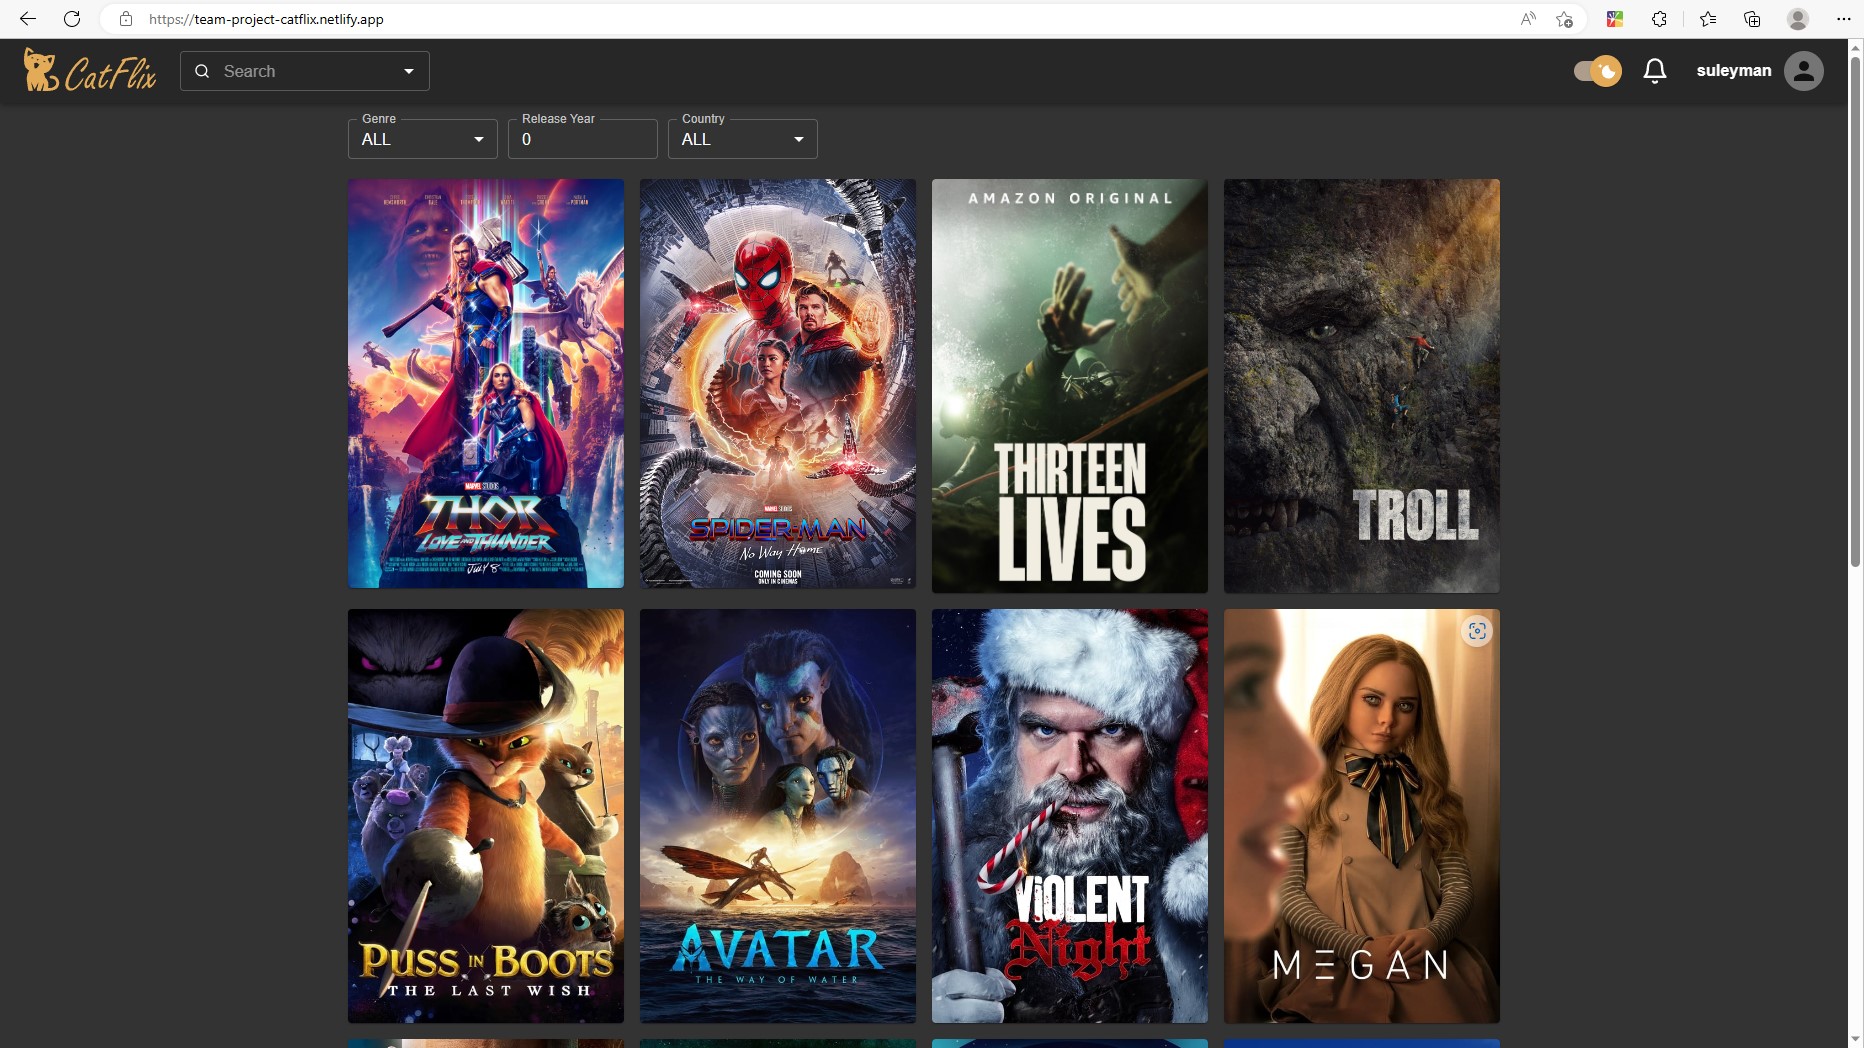 https://team-project-catflix.netlify.app
CatFlix
Search
suleyman
Genre
ALL
Release Year
0
Country
ALL
MARVEL STUDIOS
THOR
LOVE AND THUNDER
JULY 8
MARVEL STUDIOS
SPIDER-MAN
No Way Home
COMING SOON
ONLY IN CINEMAS
AMAZON ORIGINAL
THIRTEEN
LIVES
TROLL
PUSS IN BOOTS
THE LAST WISH
AVATAR
THE WAY OF WATER
VIOLENT
Night
MEGAN